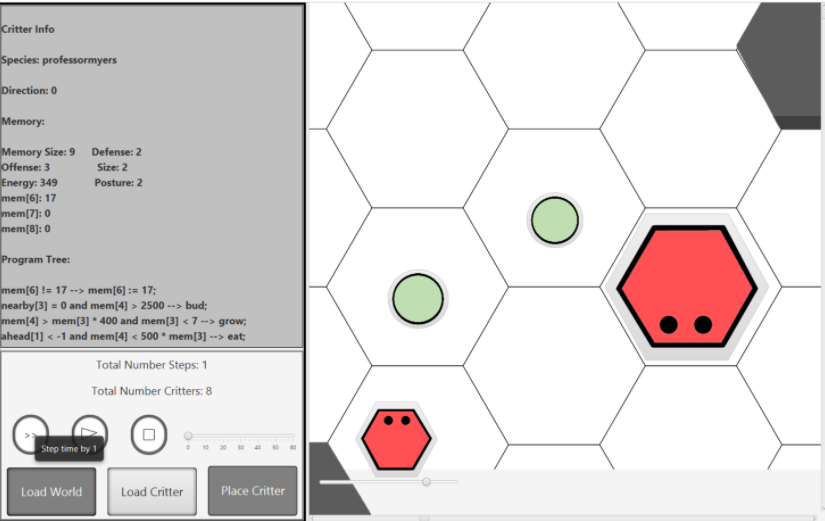 Critter Info
Species: professormyers
Direction: 0
Memory:
Memory Size: 9 Defense: 2
Offense: 3 Size: 2
Energy: 349 Posture: 2
mem[6]: 17
mem[7]: 0
mem[8]: 0
Program Tree:
mem[6] != 17 --> mem[6] := 17;
nearby[3] = 0 and mem[4] > 2500 --> bud;
mem[4] > mem[3] * 400 and mem[3] < 7 --> grow;
ahead[1] < -1 and mem[4] < 500 * mem[3] --> eat;
Total Number Steps: 1
Total Number Critters: 8
>>
Step time by 1
0 10 20 30 40 50 60
Load World Load Critter Place Critter